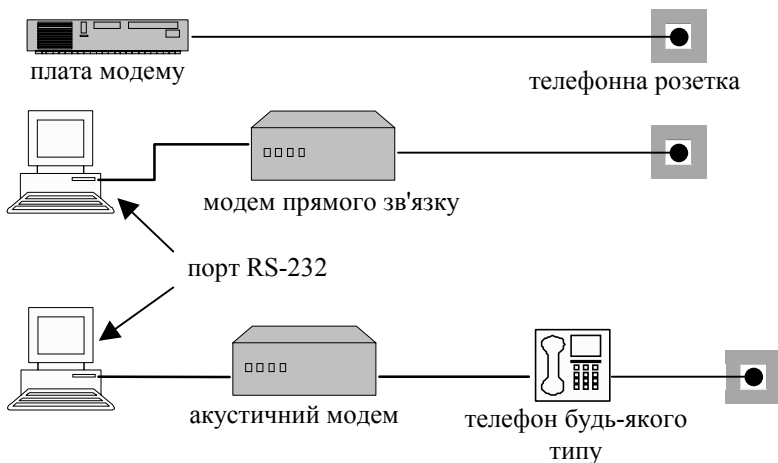 плата модему
телефонна розетка
модем прямого зв'язку
порт RS-232
акустичний модем
телефон будь-якого
типу